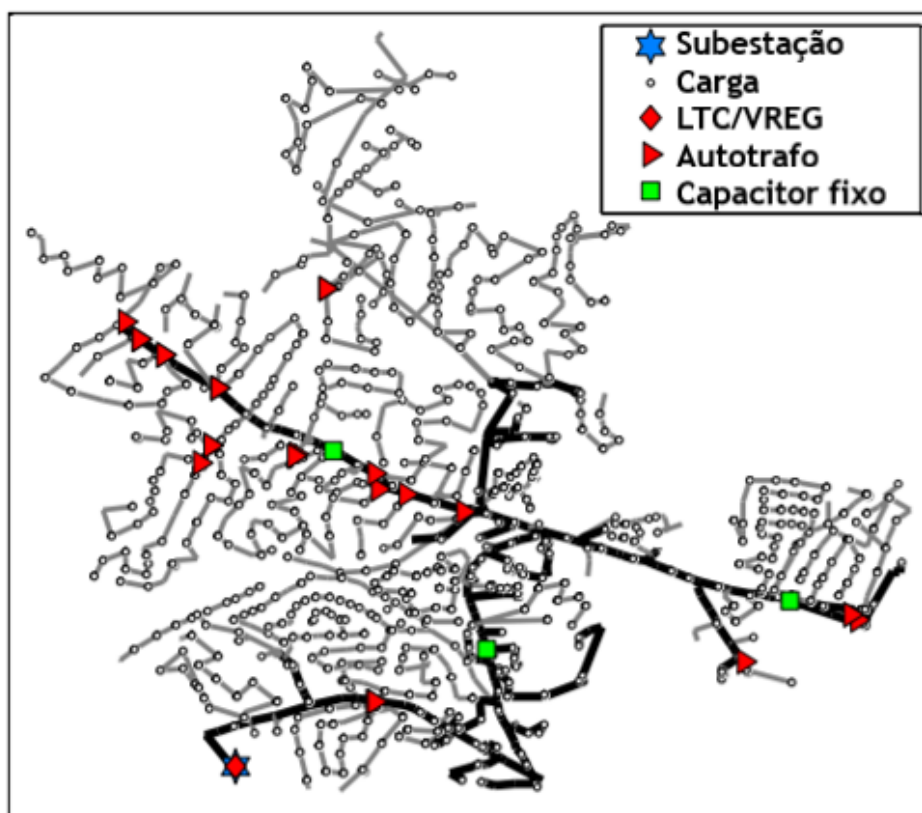 Subestação
Carga
LTC/VREG
Autotrafo
Capacitor fixo